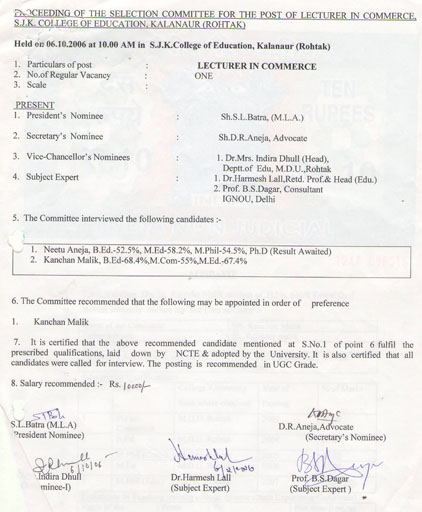 PROCEEDING OF THE SELECTION COMMITTEE FOR THE POST OF LECTURER IN COMMERCE,
S.J.K. COLLEGE OF EDUCATION, KALANAUR (ROHTAK)
Held on 06.10.2006 at 10.00 AM in S.J.K.College of Education, Kalanaur (Rohtak)
1. Particulars of post : LECTURER IN COMMERCE
2. No.of Regular Vacancy : ONE
3. Scale :
PRESENT
1. President's Nominee : Sh.S.L.Batra, (M.L.A.)
2. Secretary's Nominee : Sh.D.R.Aneja, Advocate
3. Vice-Chancellor's Nominees : 1. Dr.Mrs. Indira Dhull (Head),
Deptt.of Edu, M.D.U.,Rohtak
4. Subject Expert : 1. Dr.Harmesh Lall,Retd. Prof.& Head (Edu.)
2. Prof. B.S.Dagar, Consultant
IGNOU, Delhi
5. The Committee interviewed the following candidates :-
1. Neetu Aneja, B.Ed.-52.5%, M.Ed-58.2%, M.Phil-54.5%, Ph.D (Result Awaited)
2. Kanchan Malik, B.Ed-68.4%,M.Com-55%,M.Ed.-67.4%
6. The Committee recommended that the following may be appointed in order of preference
1. Kanchan Malik
7. It is certified that the above recommended candidate mentioned at S.No.1 of point 6 fulfil the
prescribed qualifications, laid down by NCTE & adopted by the University. It is also certified that all
candidates were called for interview. The posting is recommended in UGC Grade.
8. Salary recommended :- Rs. 10000/-
S.L.Batra (M.L.A) D.R.Aneja,Advocate
President Nominee) (Secretary's Nominee)
6/10/06
.Indira Dhull Dr.Harmesh Lall Prof. B.S.Dagar
minee-I) (Subject Expert) (Subject Expert )